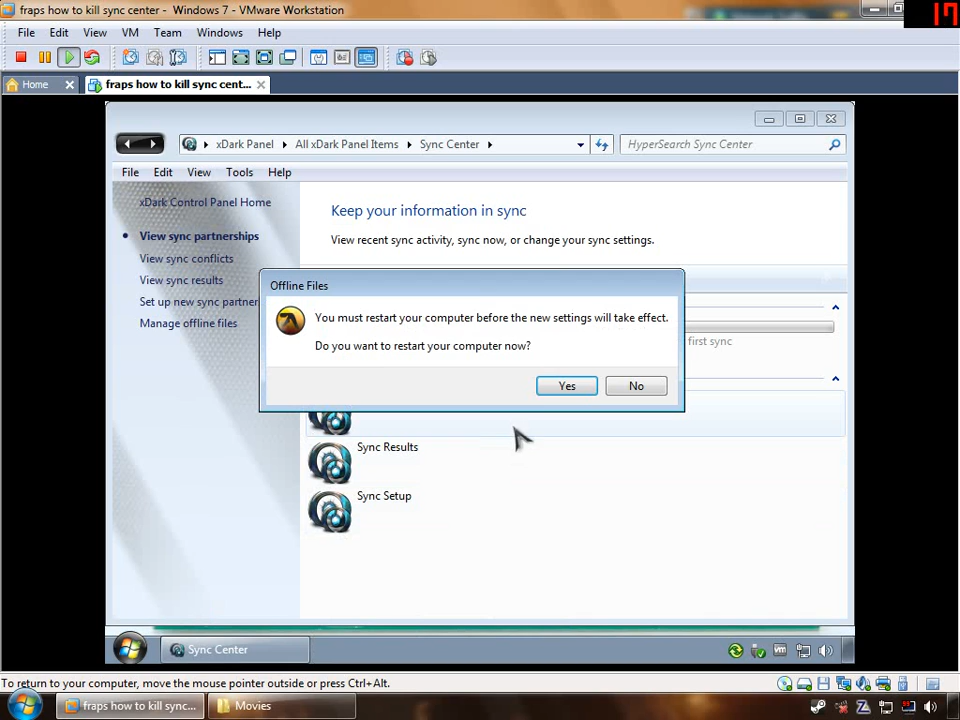 fraps how to kill sync center - Windows 7 - VMware Workstation
17
File Edit View VM Team Windows Help
Home
fraps how to kill sync cent...
xDark Panel All xDark Panel Items Sync Center
HyperSearch Sync Center
File Edit View Tools Help
xDark Control Panel Home
View sync partnerships
View sync conflicts
View sync results
Set up new sync partner
Manage offline files
Keep your information in sync
View recent sync activity, sync now, or change your sync settings.
first sync
Offline Files
You must restart your computer before the new settings will take effect.
Do you want to restart your computer now?
Yes No
Sync Results
Sync Setup
Sync Center
vm
To return to your computer, move the mouse pointer outside or press Ctrl+Alt.
fraps how to kill sync...
Movies